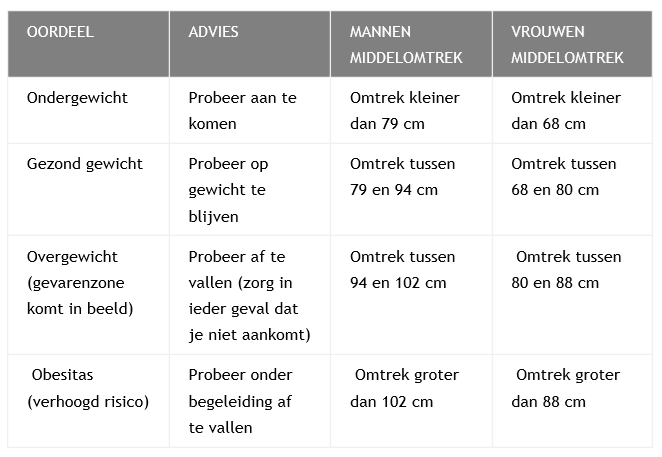 OORDEEL
ADVIES
MANNEN
MIDDELOMTREK
VROUWEN
MIDDELOMTREK
Ondergewicht
Probeer aan te
komen
Omtrek kleiner
dan 79 cm
Omtrek kleiner
dan 68 cm
Gezond gewicht
Probeer op
gewicht te
blijven
Omtrek tussen
79 en 94 cm
Omtrek tussen
68 en 80 cm
Overgewicht
(gevarenzone
komt in beeld)
Probeer af te
vallen (zorg in
ieder geval dat
je niet aankomt)
Omtrek tussen
94 en 102 cm
Omtrek tussen
80 en 88 cm
Obesitas
(verhoogd risico)
Probeer onder
begeleiding af
te vallen
Omtrek groter
dan 102 cm
Omtrek groter
dan 88 cm